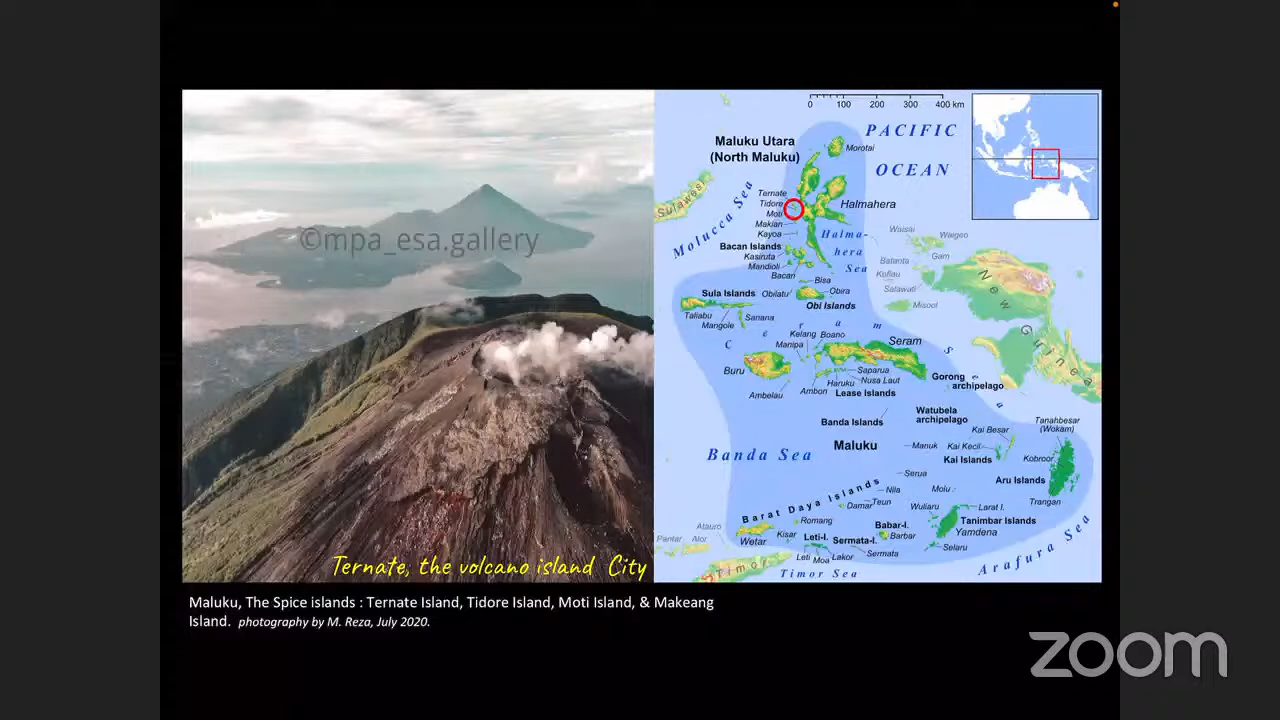 ©mpa_esa.gallery
Ternate, the volcano island City
0 100 200 300 400 km
PACIFIC
OCEAN
Maluku Utara
(North Maluku)
Morotai
Sulawesi
Molucca Sea
Ternate
Tidore
Moti
Makian
Kayoa
Halmahera
Halma-
hera
Sea
Bacan Islands
Kasiruta
Mandioli
Bacan
Bisa
Obilatu
Obira
Obi Islands
Waisai
Waigeo
Gam
Batanta
Kofiau
Salawati
Misool
New Guinea
Sula Islands
Taliabu
Mangole
Sanana
Ceram Sea
Kelang
Boano
Manipa
Seram
Buru
Ambelau
Ambon
Haruku
Saparua
Nusa Laut
Lease Islands
Gorong
archipelago
Watubela
archipelago
Banda Islands
Maluku
Banda Sea
Manuk
Kai Besar
Kai Kecil
Kai Islands
Tanahbesar
(Wokam)
Kobroor
Aru Islands
Trangan
Serua
Nila
Teun
Damar
Barat Daya Islands
Molu
Larat I.
Wuliaru
Tanimbar Islands
Yamdena
Selaru
Babar-I.
Barbar
Romang
Wetar
Kisar
Leti-I.
Sermata-I.
Leti
Moa
Lakor
Sermata
Atauro
Pantar
Alor
Timor
Timor Sea
Arafura Sea
Maluku, The Spice islands : Ternate Island, Tidore Island, Moti Island, & Makeang
Island. photography by M. Reza, July 2020.
zoom